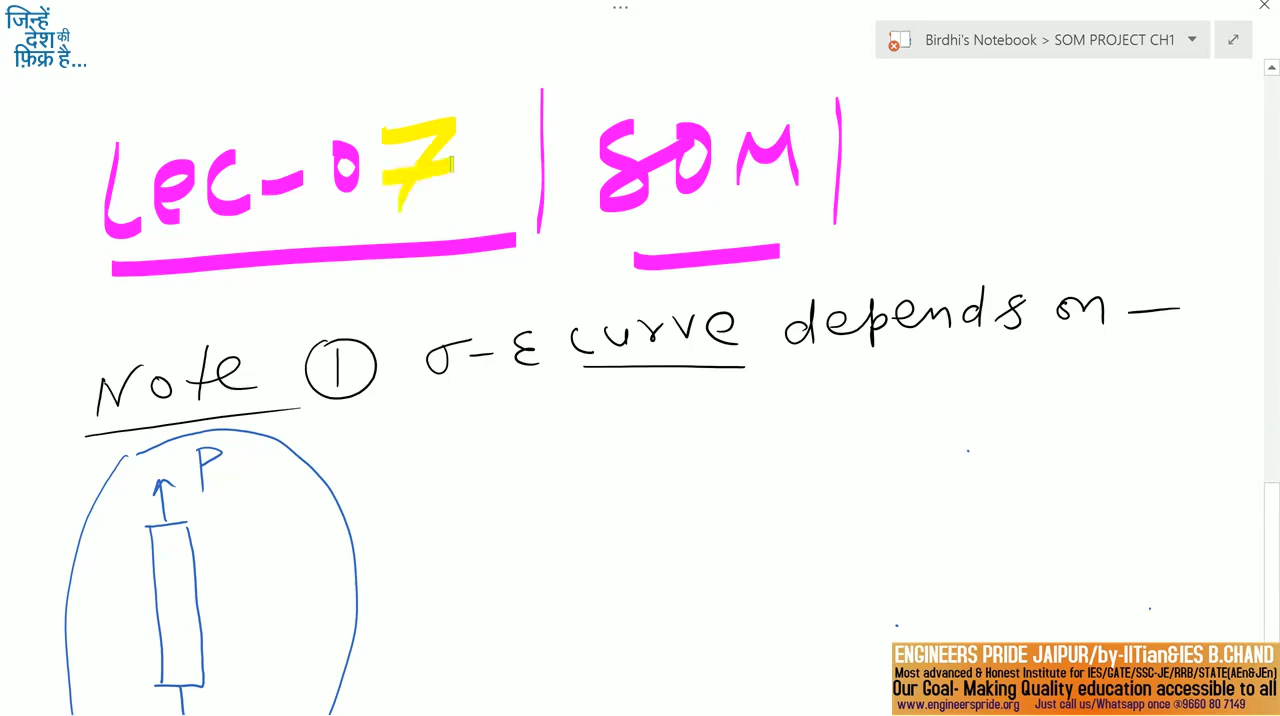 जिन्हें
देश की
फ़िक्र है...
...
Birdhi's Notebook > SOM PROJECT CH1
Lec-07 | SOM |
Note ① σ-ε curve depends on —
P
ENGINEERS PRIDE JAIPUR/by-IITian&IES B.CHAND
Most advanced & Honest Institute for IES/GATE/SSC-JE/RRB/STATE(AEn&JEn)
Our Goal- Making Quality education accessible to all
www.engineerspride.org Just call us/Whatsapp once @9660 80 7149